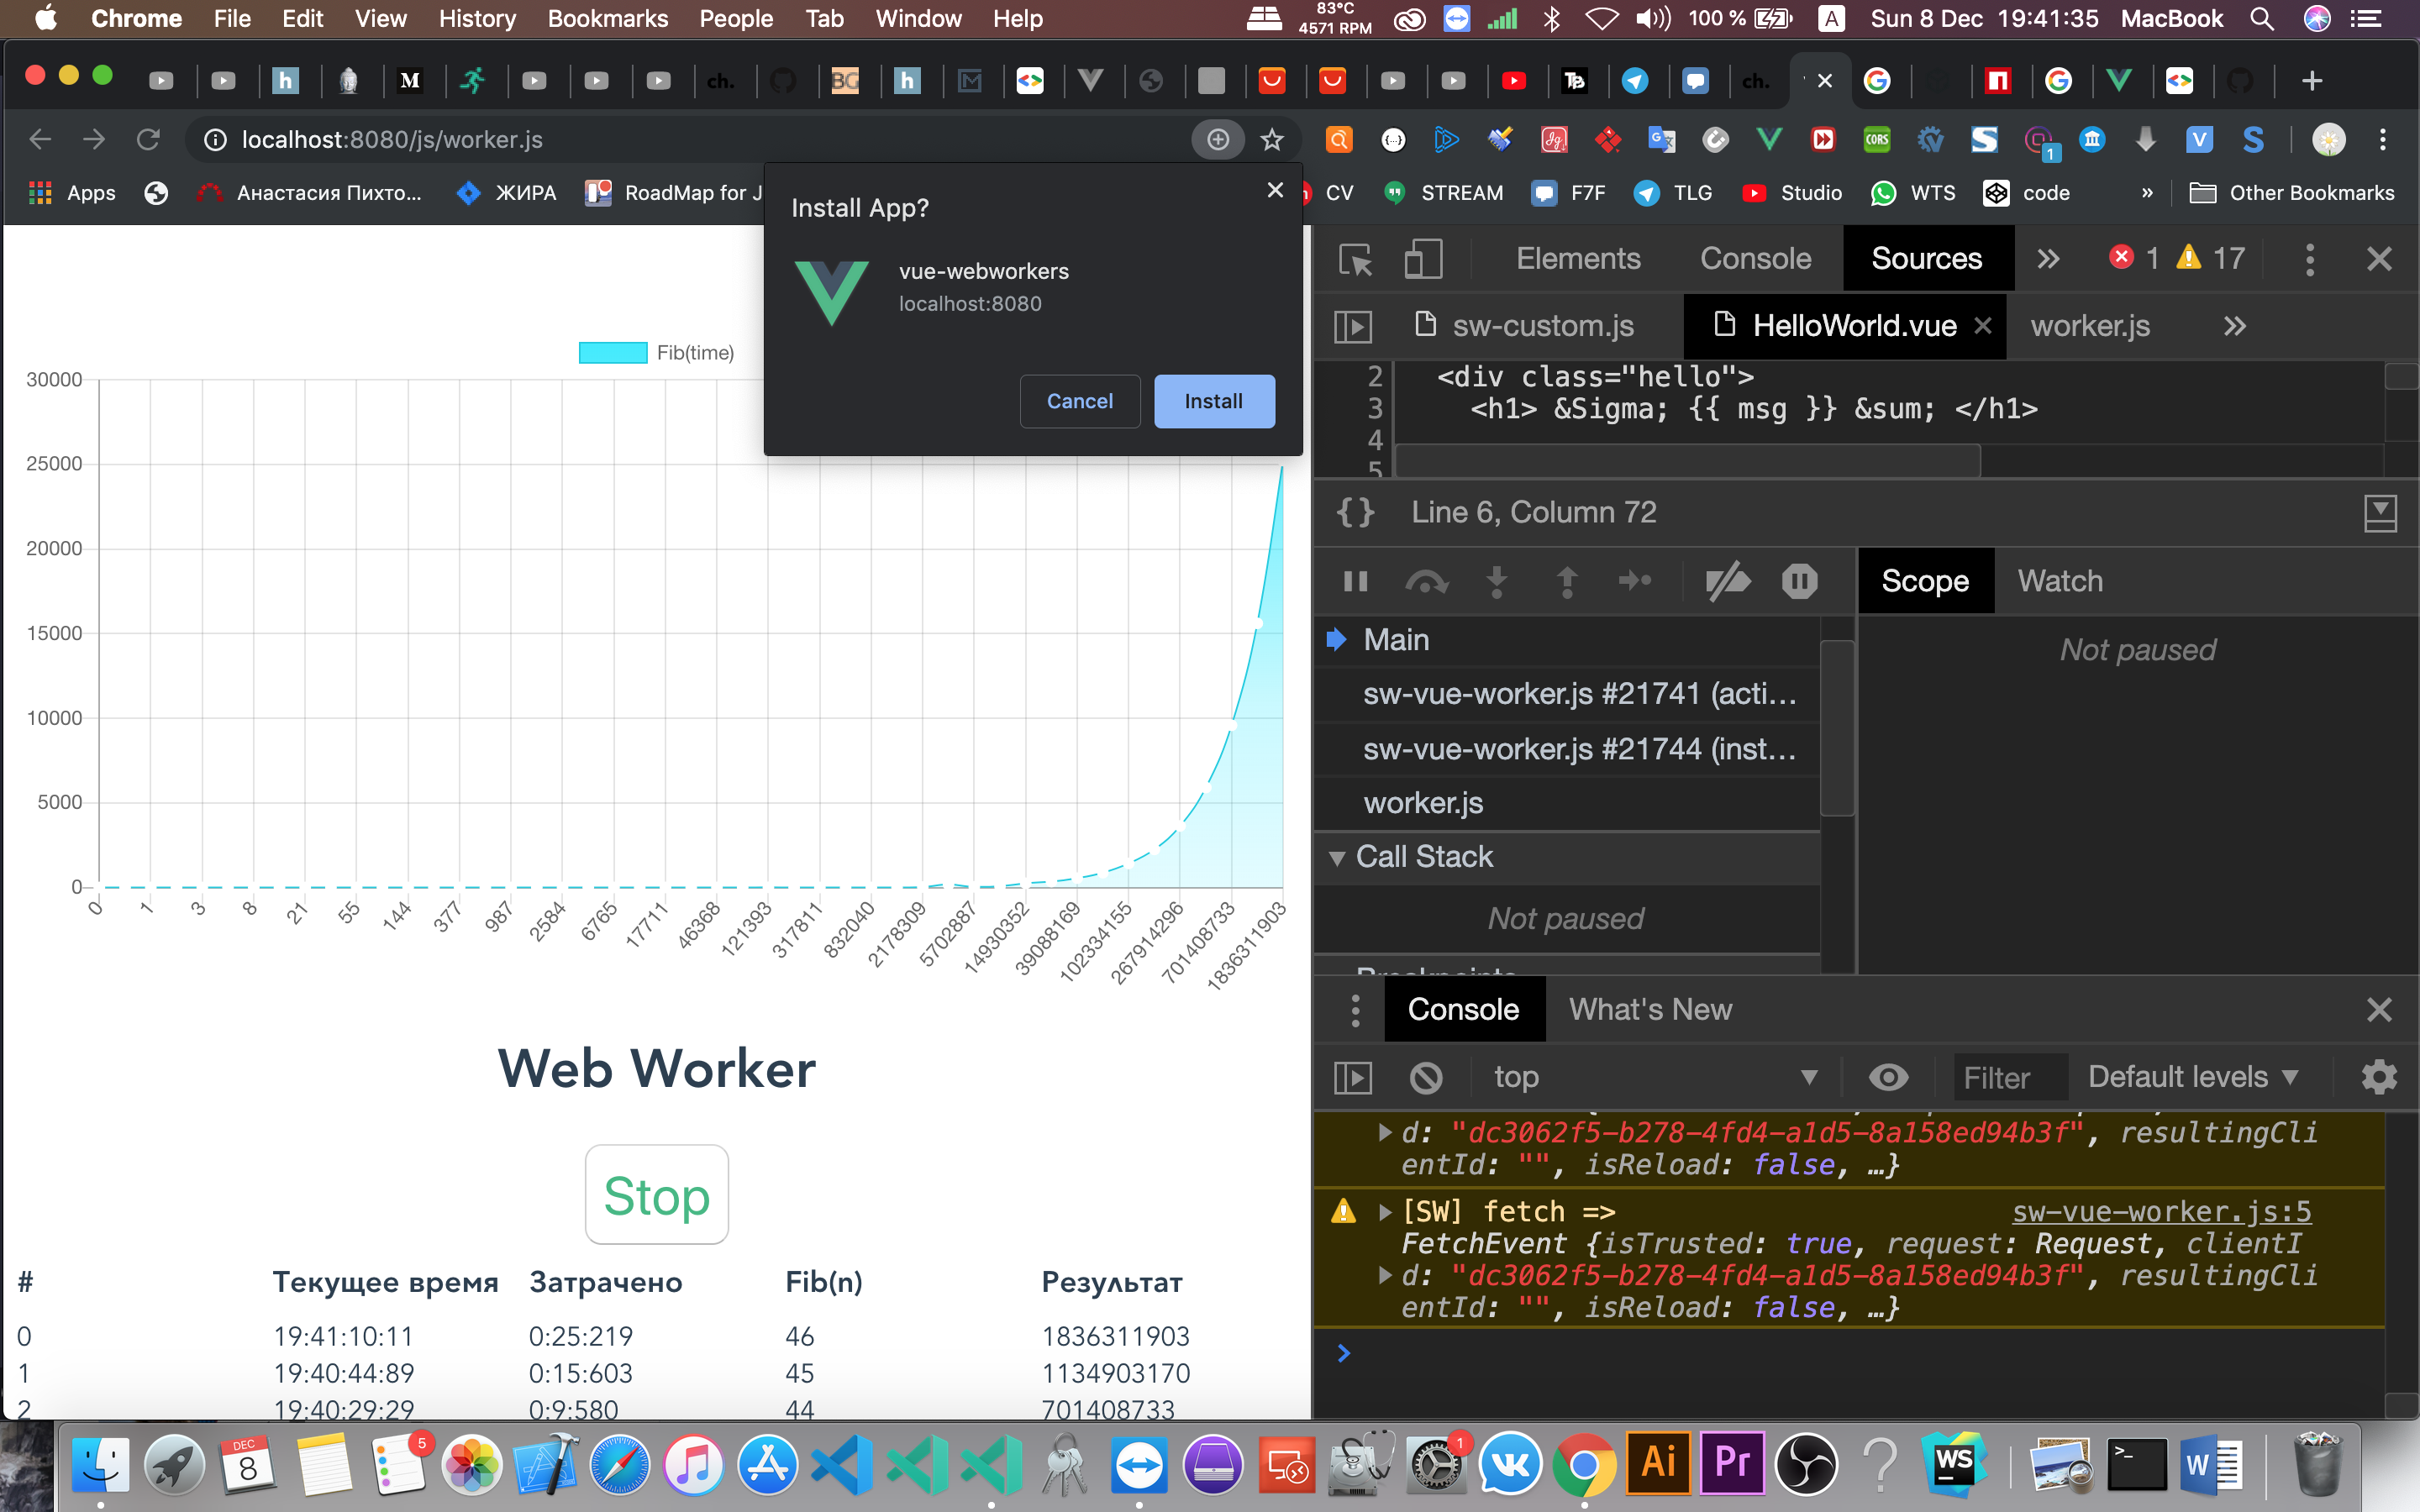 Chrome File Edit View History Bookmarks People Tab Window Help
83°C
4571 RPM
100 %
A
Sun 8 Dec 19:41:35 MacBook
localhost:8080/js/worker.js
Apps
Анастасия Пихто...
ЖИРА
RoadMap for J
CV
STREAM
F7F
TLG
Studio
WTS
code
»
Other Bookmarks
Install App?
vue-webworkers
localhost:8080
Cancel
Install
Fib(time)
30000
25000
20000
15000
10000
5000
0
0 1 3 8 21 55 144 377 987 2584 6765 17711 46368 121393 317811 832040 2178309 5702887 14930352 39088169 102334155 267914296 701408733 1836311903
Web Worker
Stop
# Текущее время Затрачено Fib(n) Результат
0 19:41:10:11 0:25:219 46 1836311903
1 19:40:44:89 0:15:603 45 1134903170
2 19:40:29:29 0:9:580 44 701408733
Elements Console Sources » 1 17
sw-custom.js HelloWorld.vue worker.js »
2 <div class="hello">
3 <h1> &Sigma; {{ msg }} &sum; </h1>
4
5
{} Line 6, Column 72
Scope Watch
Not paused
Main
sw-vue-worker.js #21741 (acti...
sw-vue-worker.js #21744 (inst...
worker.js
Call Stack
Not paused
Breakpoints
Console What's New
top Filter Default levels
d: "dc3062f5-b278-4fd4-a1d5-8a158ed94b3f", resultingCli
entId: "", isReload: false, …}
[SW] fetch => sw-vue-worker.js:5
FetchEvent {isTrusted: true, request: Request, clientI
d: "dc3062f5-b278-4fd4-a1d5-8a158ed94b3f", resultingCli
entId: "", isReload: false, …}
DEC
8
5
1
Ai
Pr
WS
W